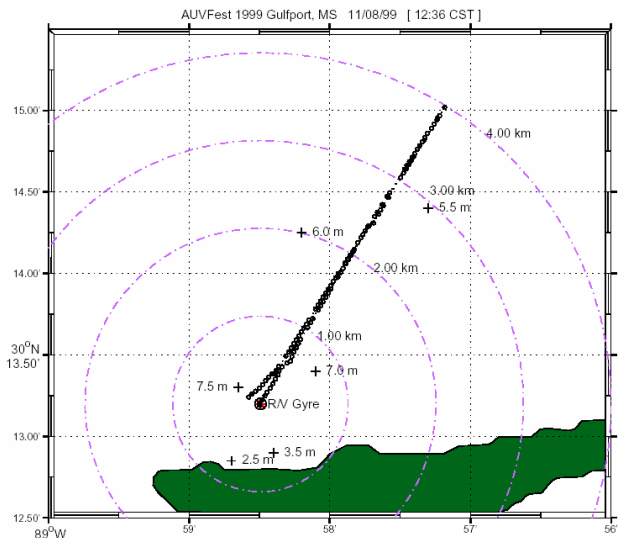 AUVFest 1999 Gulfport, MS 11/08/99 [ 12:36 CST ]
15.00'
4.00 km
14.50'
3.00 km
5.5 m
6.0 m
14.00'
2.00 km
1.00 km
30°N
13.50'
7.0 m
7.5 m
R/V Gyre
13.00'
3.5 m
2.5 m
12.50'
89°W
59'
58'
57'
56'